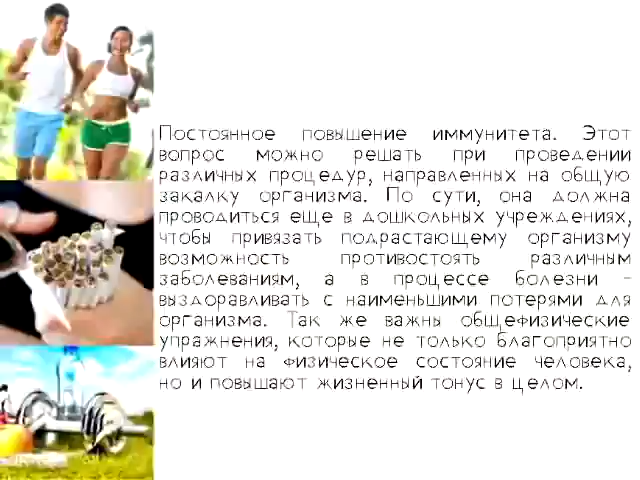 Постоянное повышение иммунитета. Этот
вопрос можно решать при проведении
различных процедур, направленных на общую
закалку организма. По сути, она должна
проводиться еще в дошкольных учреждениях,
чтобы привязать подрастающему организму
возможность противостоять различным
заболеваниям, а в процессе болезни –
выздоравливать с наименьшими потерями для
организма. Так же важны общефизические
упражнения, которые не только благоприятно
влияют на физическое состояние человека,
но и повышают жизненный тонус в целом.